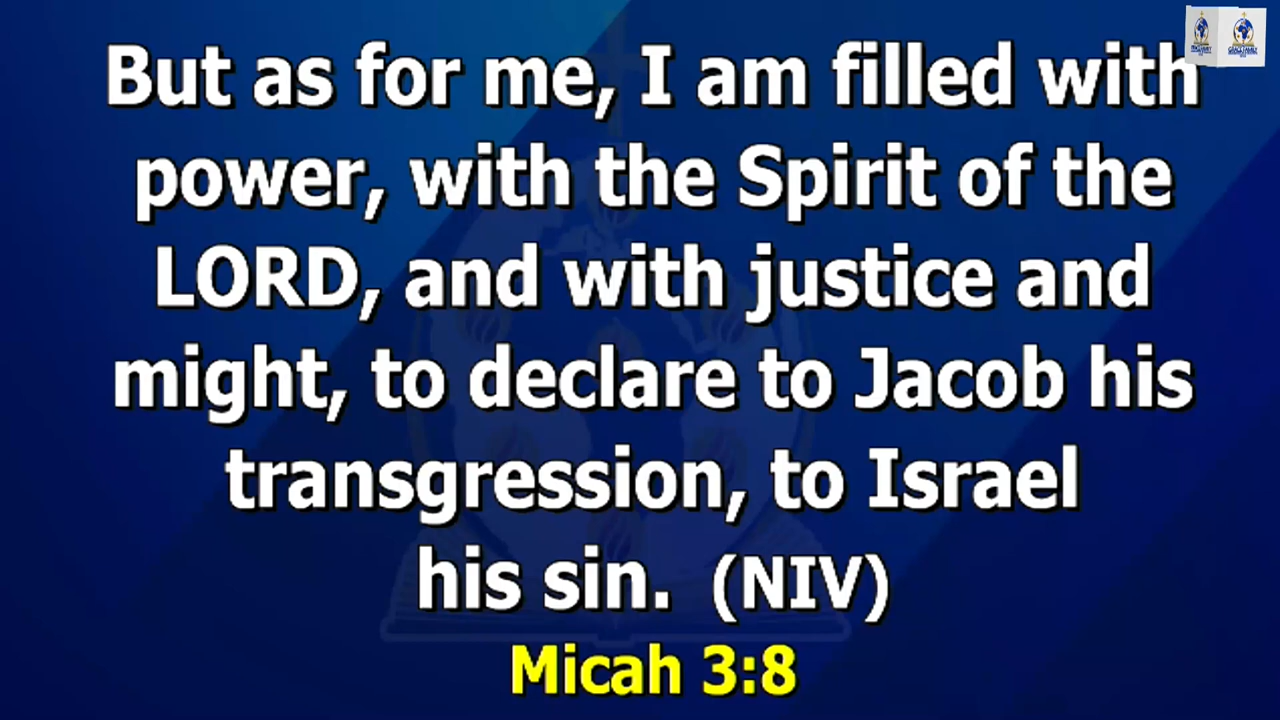 But as for me, I am filled with
power, with the Spirit of the
LORD, and with justice and
might, to declare to Jacob his
transgression, to Israel
his sin. (NIV)
Micah 3:8